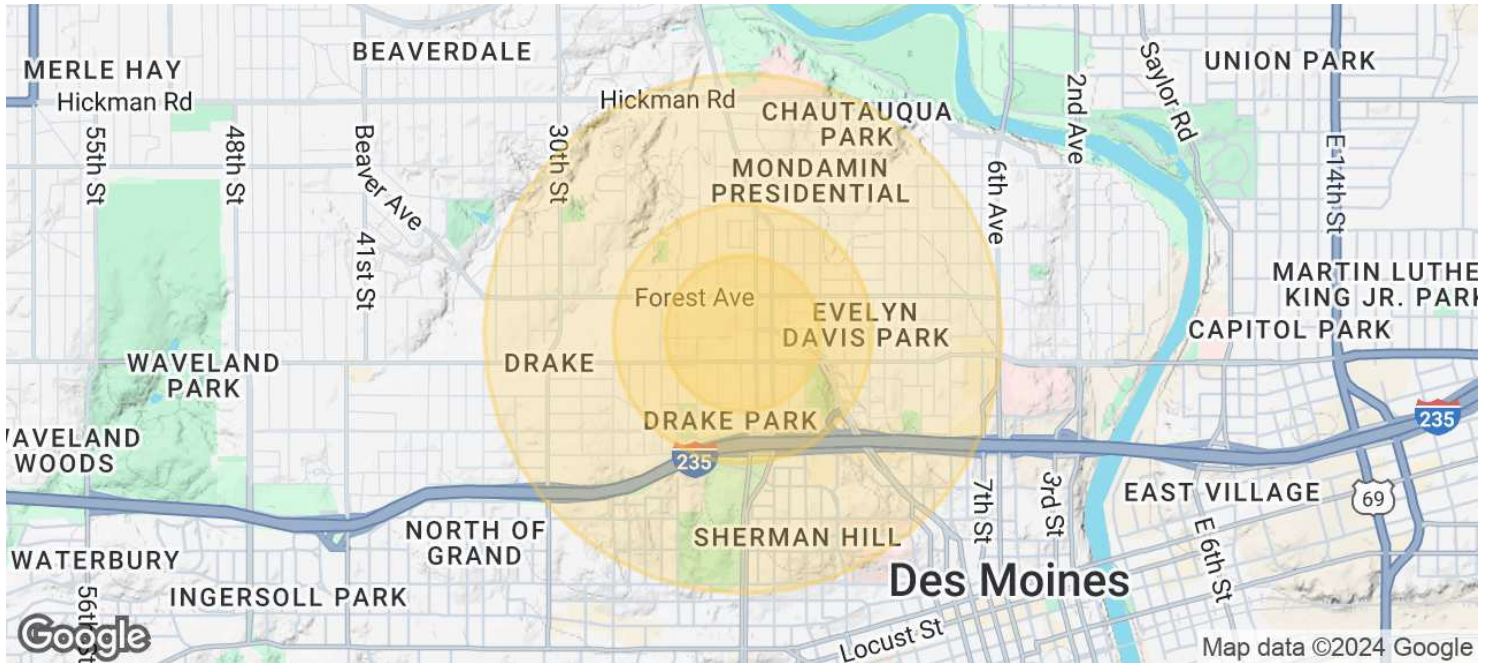 BEAVERDALE
MERLE HAY
Hickman Rd
UNION PARK
Saylor Rd
2nd Ave
Hickman Rd
CHAUTAUQUA
PARK
55th St
48th St
Beaver Ave
30th St
MONDAMIN
PRESIDENTIAL
6th Ave
E 14th St
41st St
MARTIN LUTHE
KING JR. PARK
Forest Ave
EVELYN
DAVIS PARK
CAPITOL PARK
WAVELAND
PARK
DRAKE
DRAKE PARK
235
WAVELAND
WOODS
235
7th St
3rd St
EAST VILLAGE
69
NORTH OF
GRAND
SHERMAN HILL
E 6th St
WATERBURY
56th St
INGERSOLL PARK
Des Moines
Locust St
Google
Map data ©2024 Google